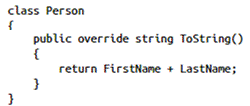 class Person
{
    public override string ToString()
    {
        return FirstName + LastName;
    }
}